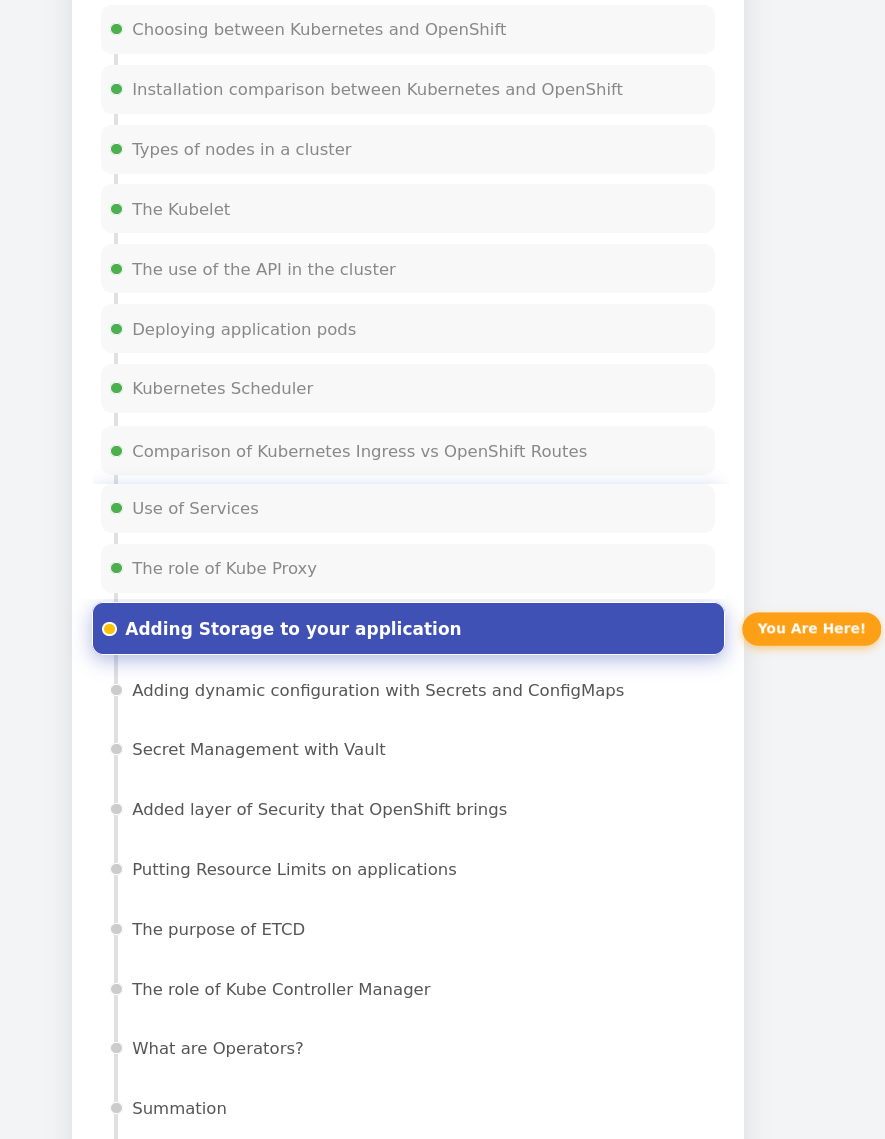 Choosing between Kubernetes and OpenShift
Installation comparison between Kubernetes and OpenShift
Types of nodes in a cluster
The Kubelet
The use of the API in the cluster
Deploying application pods
Kubernetes Scheduler
Comparison of Kubernetes Ingress vs OpenShift Routes
Use of Services
The role of Kube Proxy
Adding Storage to your application
You Are Here!
Adding dynamic configuration with Secrets and ConfigMaps
Secret Management with Vault
Added layer of Security that OpenShift brings
Putting Resource Limits on applications
The purpose of ETCD
The role of Kube Controller Manager
What are Operators?
Summation